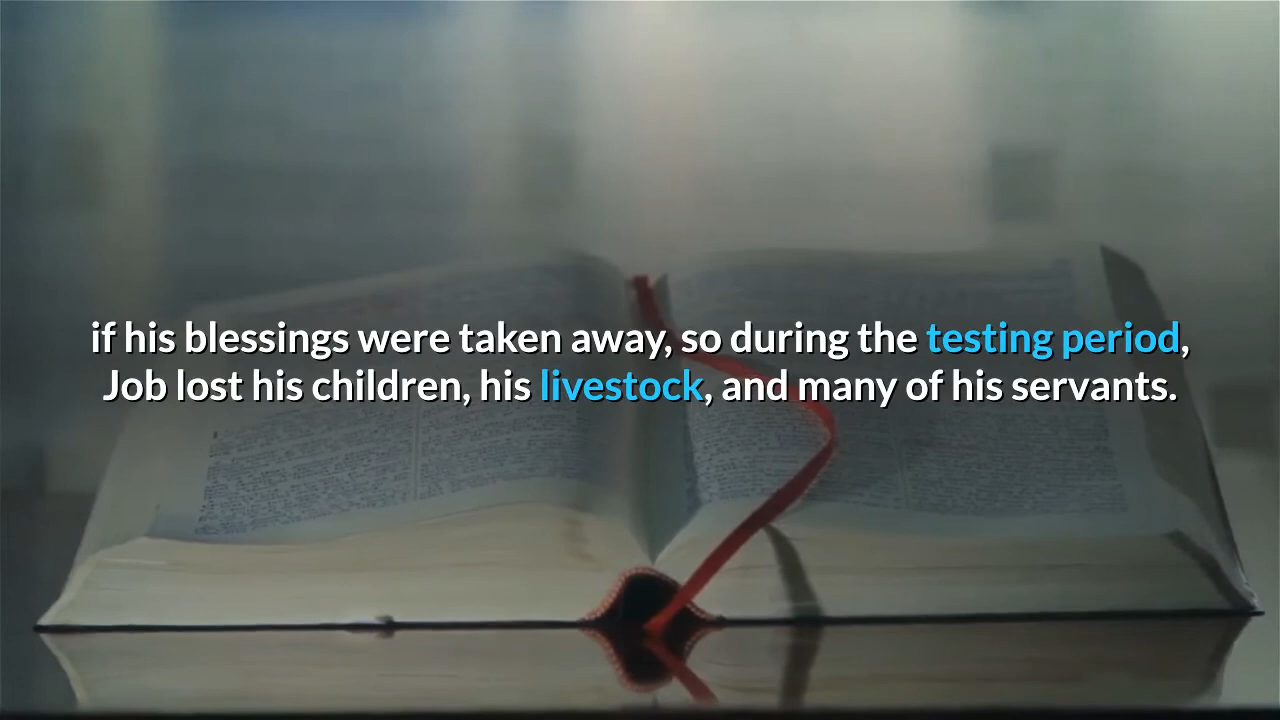 if his blessings were taken away, so during the testing period,
Job lost his children, his livestock, and many of his servants.